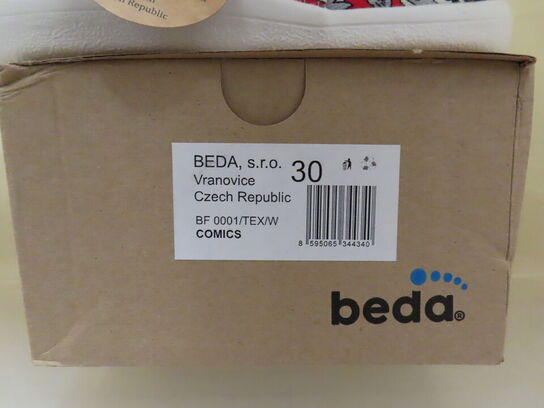 Czech Republic
BEDA, s.r.o.
30
Vranovice
Czech Republic
BF 0001/TEX/W
COMICS
8 595065 344340
beda®